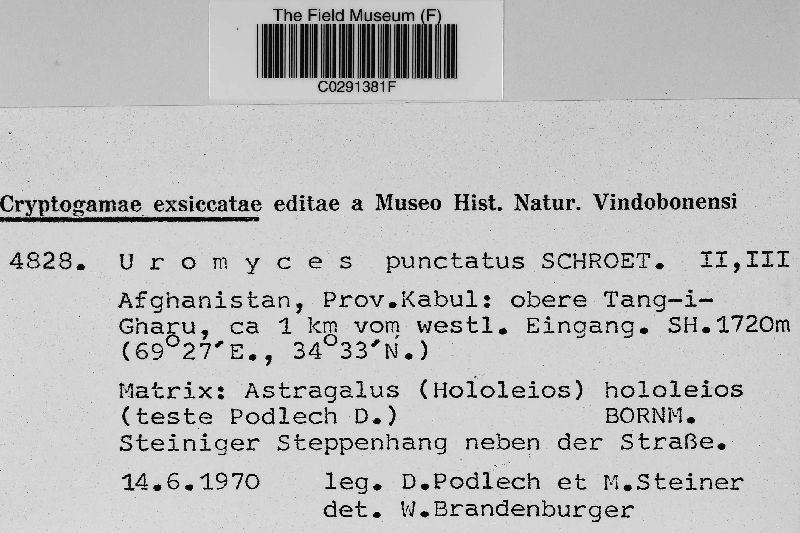 The Field Museum (F)
C0291381F
Cryptogamae exsiccatae editae a Museo Hist. Natur. Vindobonensi
4828. U r o m y c e s punctatus SCHROET. II,III
Afghanistan, Prov.Kabul: obere Tang-i-
Gharu, ca 1 km vom westl. Eingang. SH.1720m
(69°27′E., 34°33′N.)
Matrix: Astragalus (Hololeios) hololeios
(teste Podlech D.) BORNM.
Steiniger Steppenhang neben der Straße.
14.6.1970 leg. D.Podlech et M.Steiner
det. W.Brandenburger